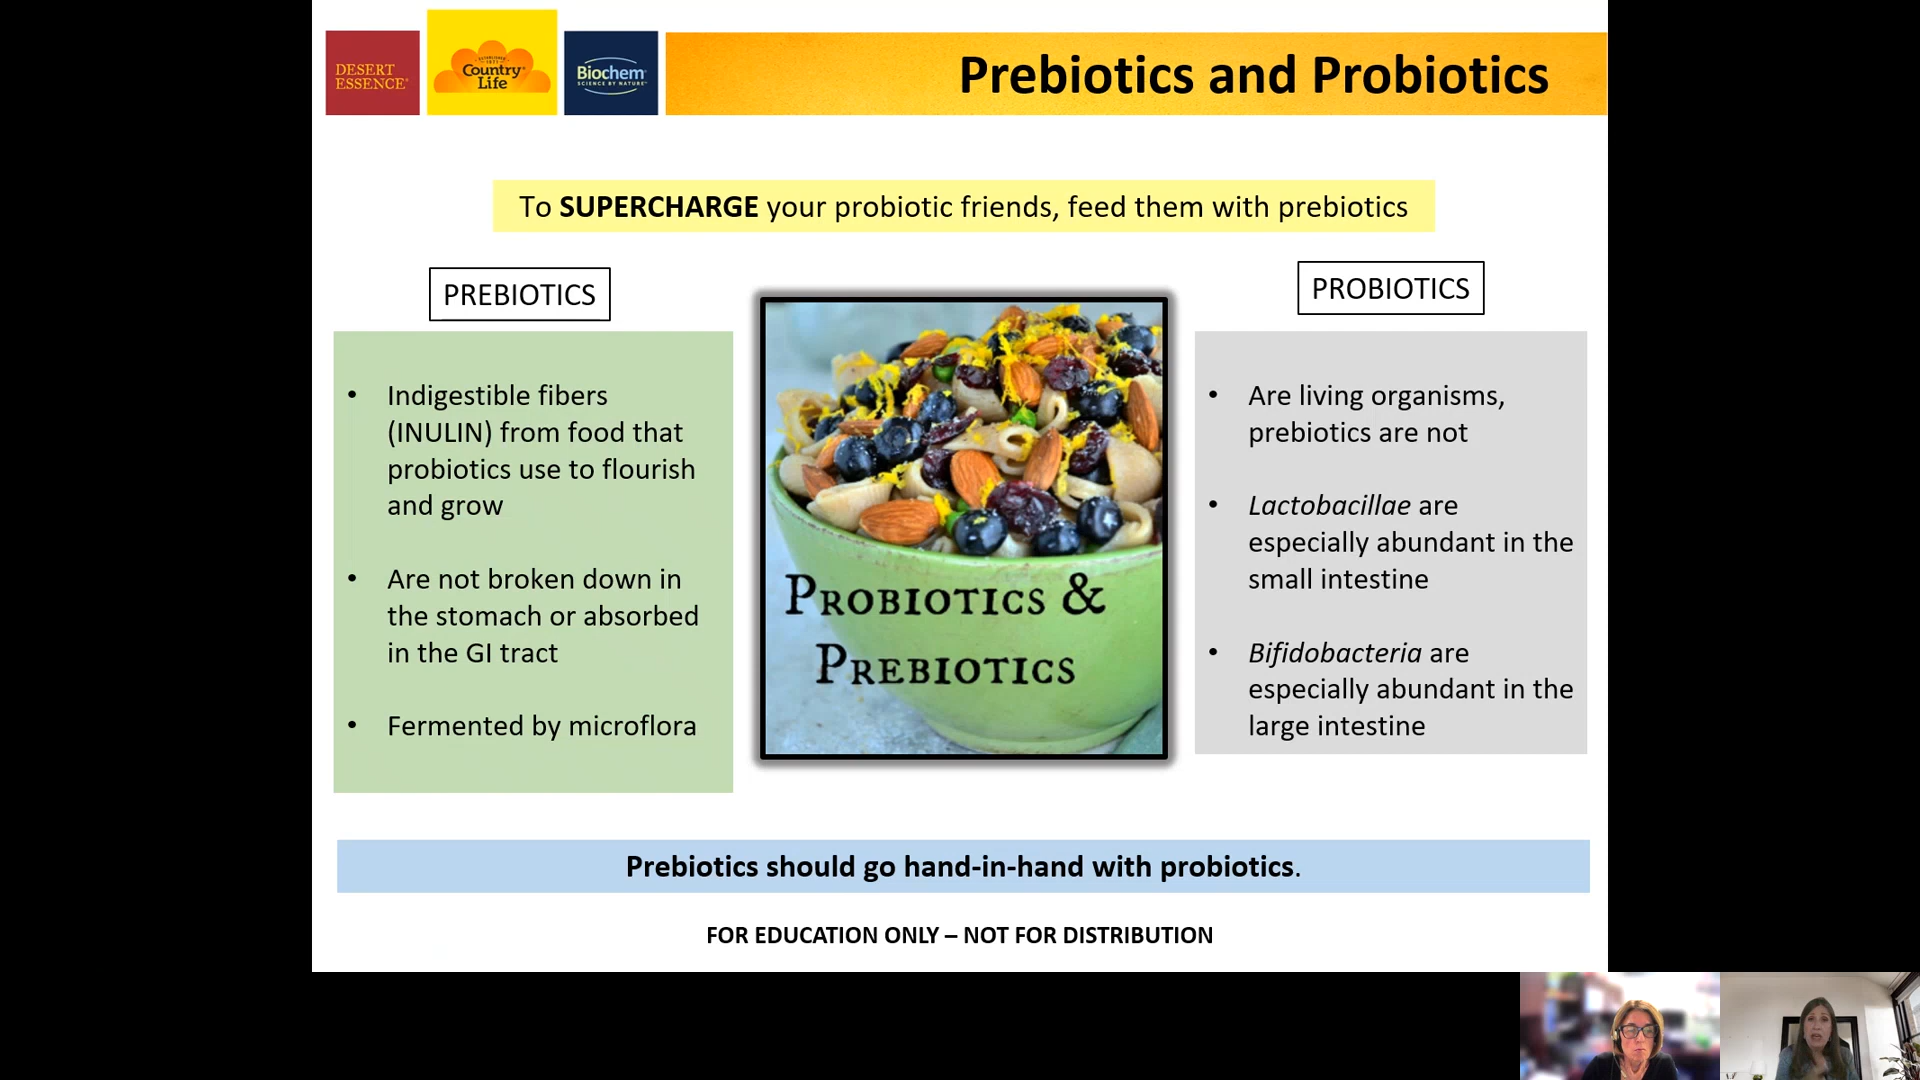 DESERT
ESSENCE
ESTABLISHED
1971
Country
Life
Biochem
SCIENCE BY NATURE
Prebiotics and Probiotics
To SUPERCHARGE your probiotic friends, feed them with prebiotics
PREBIOTICS
• Indigestible fibers
(INULIN) from food that
probiotics use to flourish
and grow
• Are not broken down in
the stomach or absorbed
in the GI tract
• Fermented by microflora
PROBIOTICS &
PREBIOTICS
PROBIOTICS
• Are living organisms,
prebiotics are not
• Lactobacillae are
especially abundant in the
small intestine
• Bifidobacteria are
especially abundant in the
large intestine
Prebiotics should go hand-in-hand with probiotics.
FOR EDUCATION ONLY – NOT FOR DISTRIBUTION